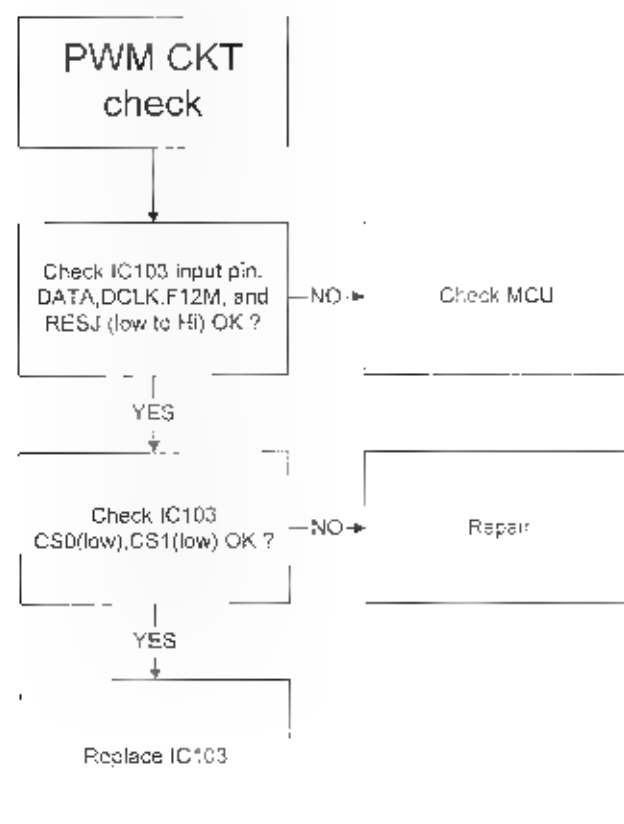 PWM CKT
check
Check IC103 input pin.
DATA,DCLK.F12M, and
RESJ (low to Hi) OK ?
NO
Check MCU
YES
Check IC103
CS0(low),CS1(low) OK ?
NO
Repair
YES
Replace IC103